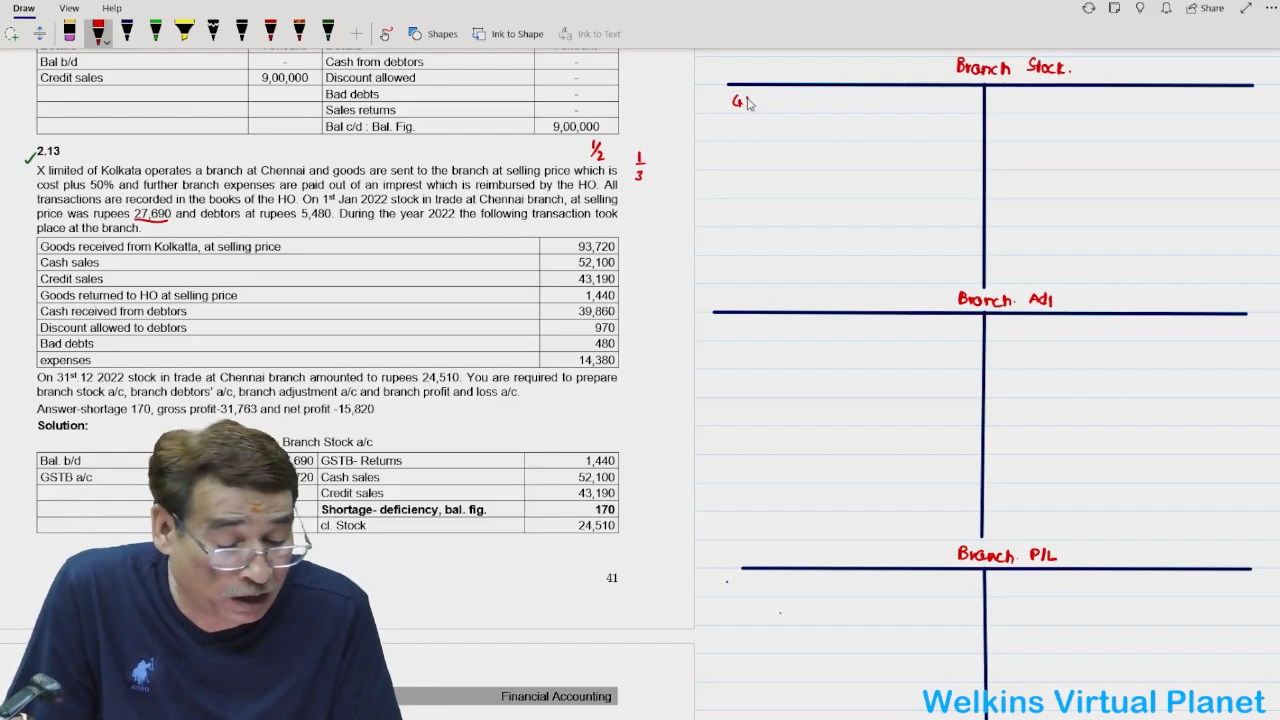 Draw View Help
Share
Shapes Ink to Shape Ink to Text
Bal b/d - Cash from debtors -
Credit sales 9,00,000 Discount allowed -
Bad debts -
Sales returns -
Bal c/d : Bal. Fig. 9,00,000
2.13
1/2 1/3
X limited of Kolkata operates a branch at Chennai and goods are sent to the branch at selling price which is
cost plus 50% and further branch expenses are paid out of an imprest which is reimbursed by the HO. All
transactions are recorded in the books of the HO. On 1st Jan 2022 stock in trade at Chennai branch, at selling
price was rupees 27,690 and debtors at rupees 5,480. During the year 2022 the following transaction took
place at the branch.
Goods received from Kolkatta, at selling price 93,720
Cash sales 52,100
Credit sales 43,190
Goods returned to HO at selling price 1,440
Cash received from debtors 39,860
Discount allowed to debtors 970
Bad debts 480
expenses 14,380
On 31st 12 2022 stock in trade at Chennai branch amounted to rupees 24,510. You are required to prepare
branch stock a/c, branch debtors' a/c, branch adjustment a/c and branch profit and loss a/c.
Answer-shortage 170, gross profit-31,763 and net profit -15,820
Solution:
Branch Stock a/c
Bal. b/d 690 GSTB- Returns 1,440
GSTB a/c 720 Cash sales 52,100
Credit sales 43,190
Shortage- deficiency, bal. fig. 170
cl. Stock 24,510
41
Financial Accounting
Branch Stock.
G
Branch. Adj
Branch. P/L
Welkins Virtual Planet